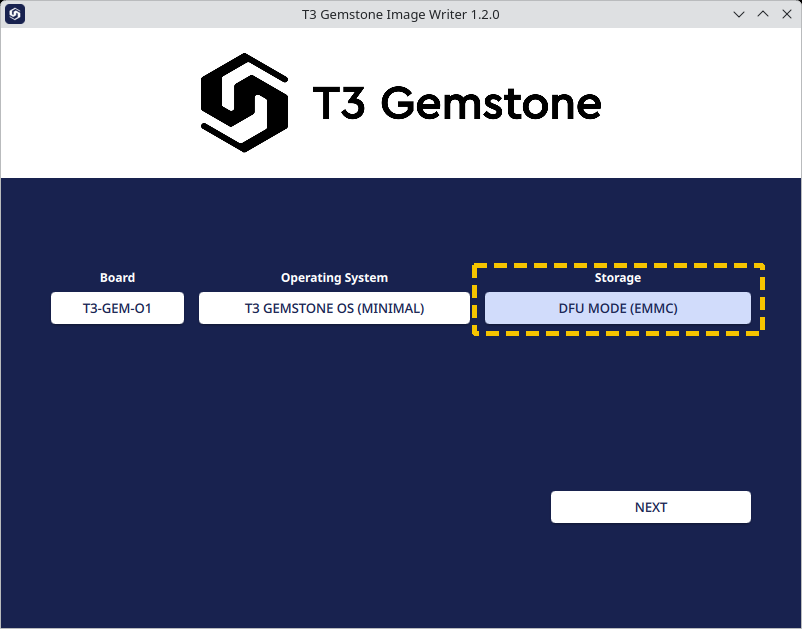 T3 Gemstone Image Writer 1.2.0
T3 Gemstone
Board
Operating System
Storage
T3-GEM-O1
T3 GEMSTONE OS (MINIMAL)
DFU MODE (EMMC)
NEXT